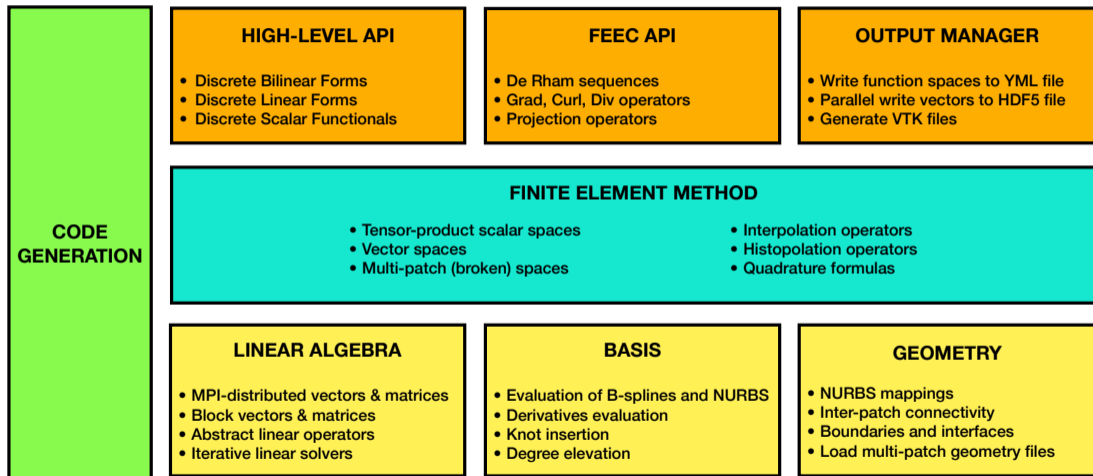 CODE
GENERATION
HIGH-LEVEL API
• Discrete Bilinear Forms
• Discrete Linear Forms
• Discrete Scalar Functionals
FEEC API
• De Rham sequences
• Grad, Curl, Div operators
• Projection operators
OUTPUT MANAGER
• Write function spaces to YML file
• Parallel write vectors to HDF5 file
• Generate VTK files
FINITE ELEMENT METHOD
• Tensor-product scalar spaces
• Vector spaces
• Multi-patch (broken) spaces
• Interpolation operators
• Histopolation operators
• Quadrature formulas
LINEAR ALGEBRA
• MPI-distributed vectors & matrices
• Block vectors & matrices
• Abstract linear operators
• Iterative linear solvers
BASIS
• Evaluation of B-splines and NURBS
• Derivatives evaluation
• Knot insertion
• Degree elevation
GEOMETRY
• NURBS mappings
• Inter-patch connectivity
• Boundaries and interfaces
• Load multi-patch geometry files